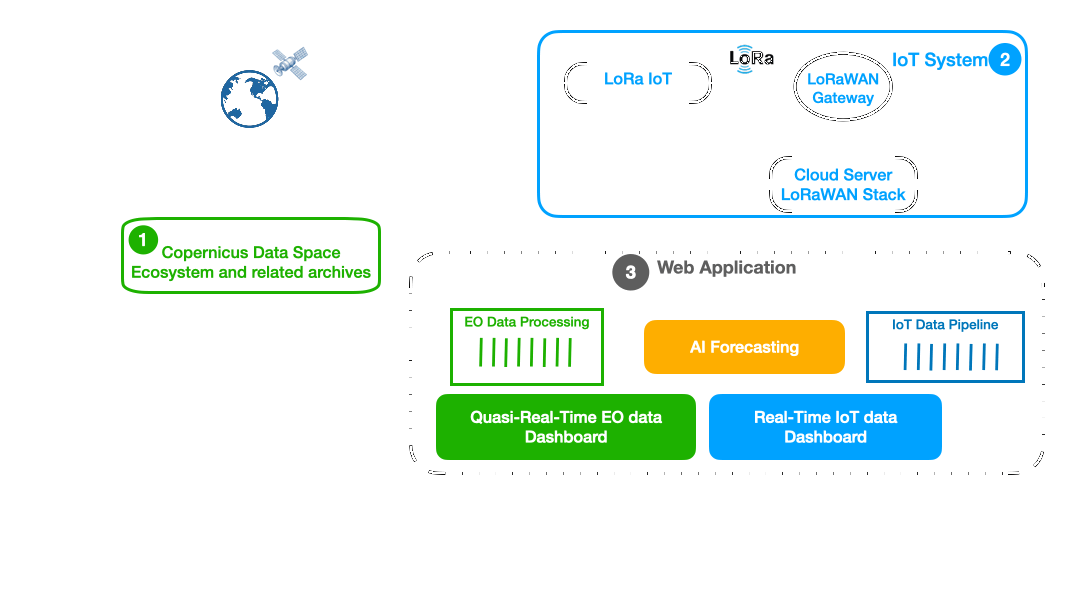 LoRa
IoT System
2
LoRa IoT
LoRaWAN
Gateway
Cloud Server
LoRaWAN Stack
1
Copernicus Data Space
Ecosystem and related archives
3
Web Application
EO Data Processing
AI Forecasting
IoT Data Pipeline
Quasi-Real-Time EO data
Dashboard
Real-Time IoT data
Dashboard